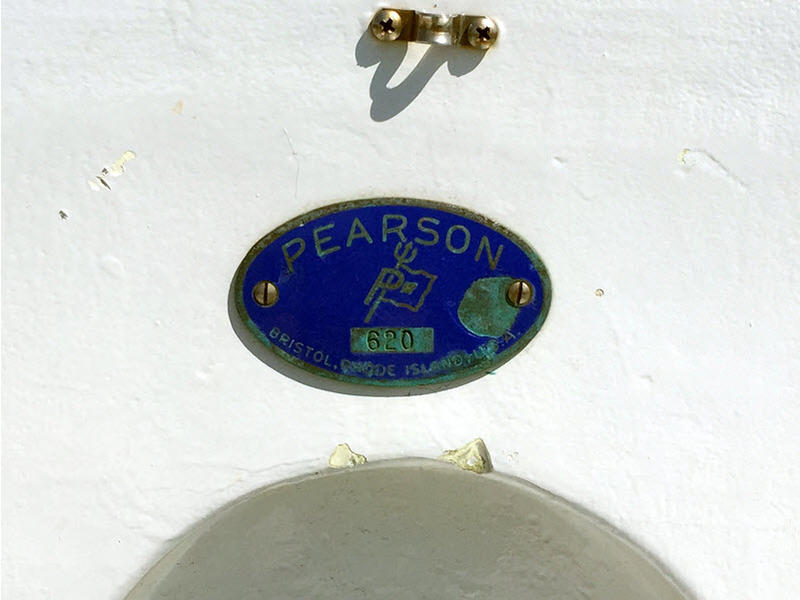 PEARSON
620
BRISTOL, RHODE ISLAND, U.S.A.